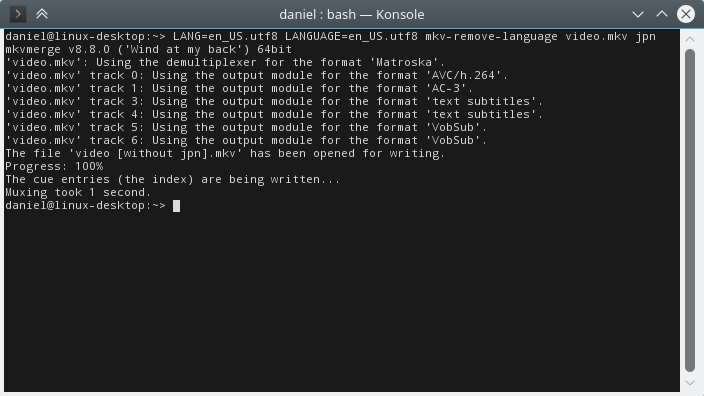 daniel : bash — Konsole
daniel@linux-desktop:~> LANG=en_US.utf8 LANGUAGE=en_US.utf8 mkv-remove-language video.mkv jpn
mkvmerge v8.8.0 ('Wind at my back') 64bit
'video.mkv': Using the demultiplexer for the format 'Matroska'.
'video.mkv' track 0: Using the output module for the format 'AVC/h.264'.
'video.mkv' track 1: Using the output module for the format 'AC-3'.
'video.mkv' track 3: Using the output module for the format 'text subtitles'.
'video.mkv' track 4: Using the output module for the format 'text subtitles'.
'video.mkv' track 5: Using the output module for the format 'VobSub'.
'video.mkv' track 6: Using the output module for the format 'VobSub'.
The file 'video [without jpn].mkv' has been opened for writing.
Progress: 100%
The cue entries (the index) are being written...
Muxing took 1 second.
daniel@linux-desktop:~>